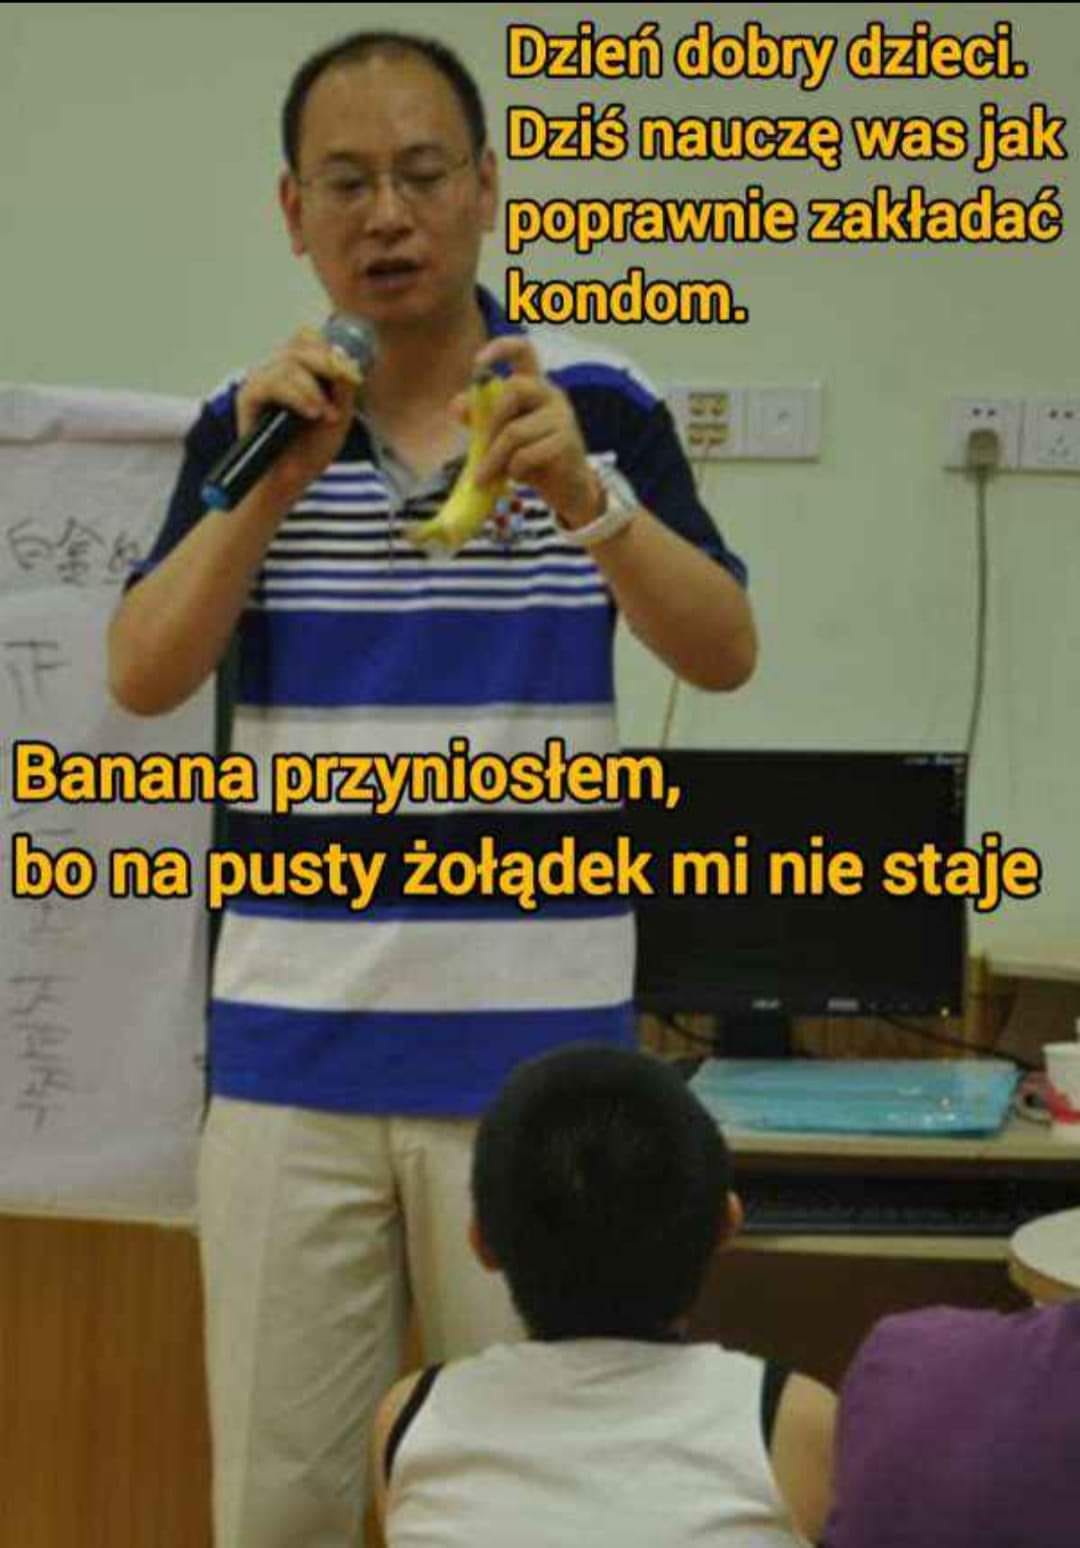 Dzień dobry dzieci.
Dziś nauczę was jak
poprawnie zakładać
kondom.
Banana przyniosłem,
bo na pusty żołądek mi nie staje